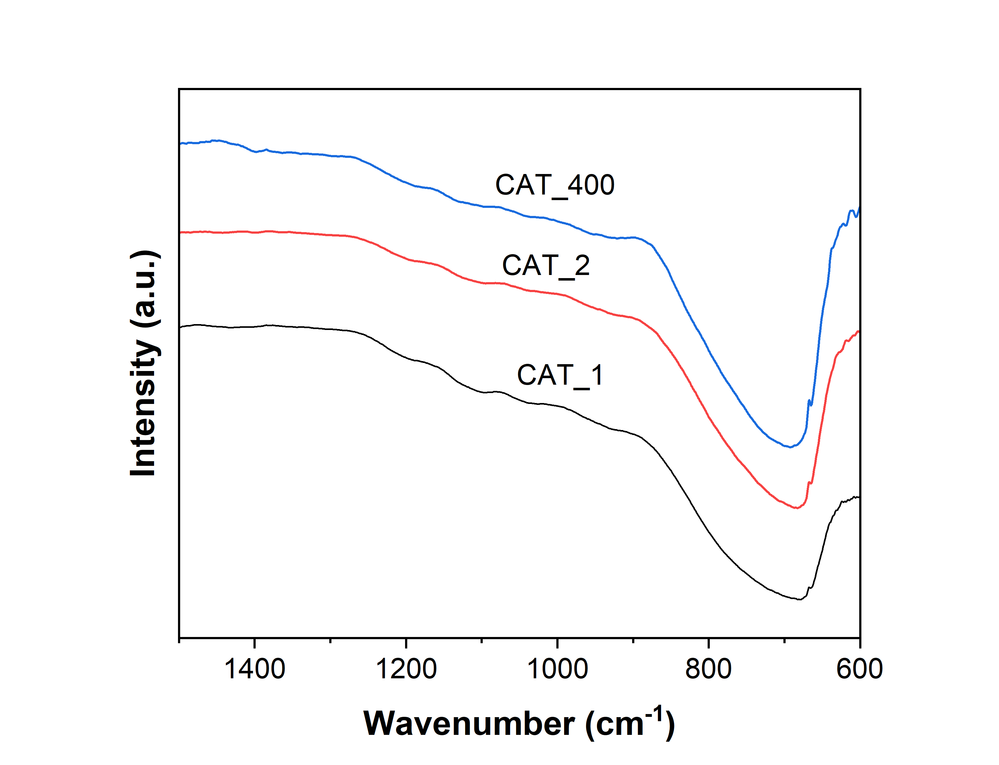 CAT_400
CAT_2
CAT_1
Intensity (a.u.)
1400 1200 1000 800 600
Wavenumber (cm⁻¹)